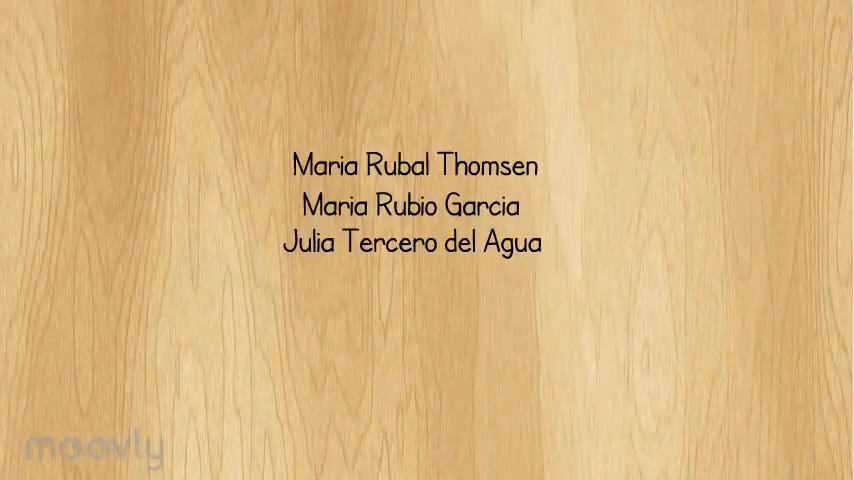 Maria Rubal Thomsen
Maria Rubio Garcia
Julia Tercero del Agua
moovly